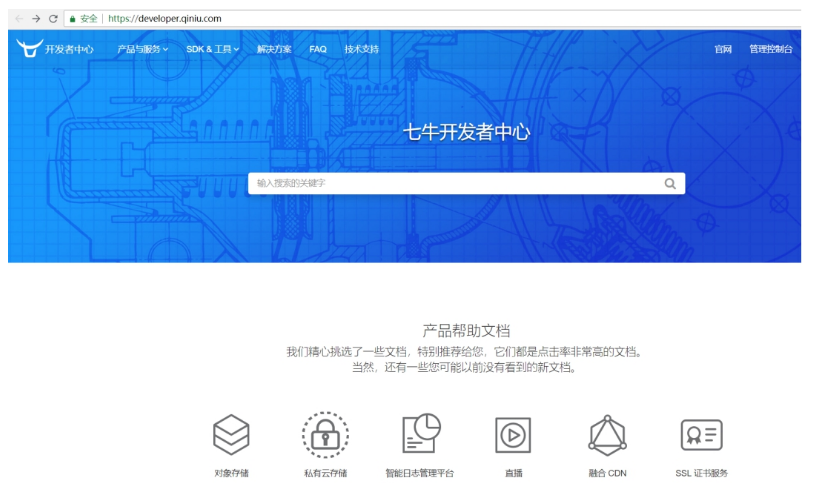 安全 https://developer.qiniu.com
开发者中心 产品与服务 SDK & 工具 解决方案 FAQ 技术支持 官网 管理控制台
七牛开发者中心
输入搜索的关键字
产品帮助文档
我们精心挑选了一些文档，特别推荐给您，它们都是点击率非常高的文档。
当然，还有一些您可能以前没有看到的新文档。
对象存储 私有云存储 智能日志管理平台 直播 融合 CDN SSL 证书服务